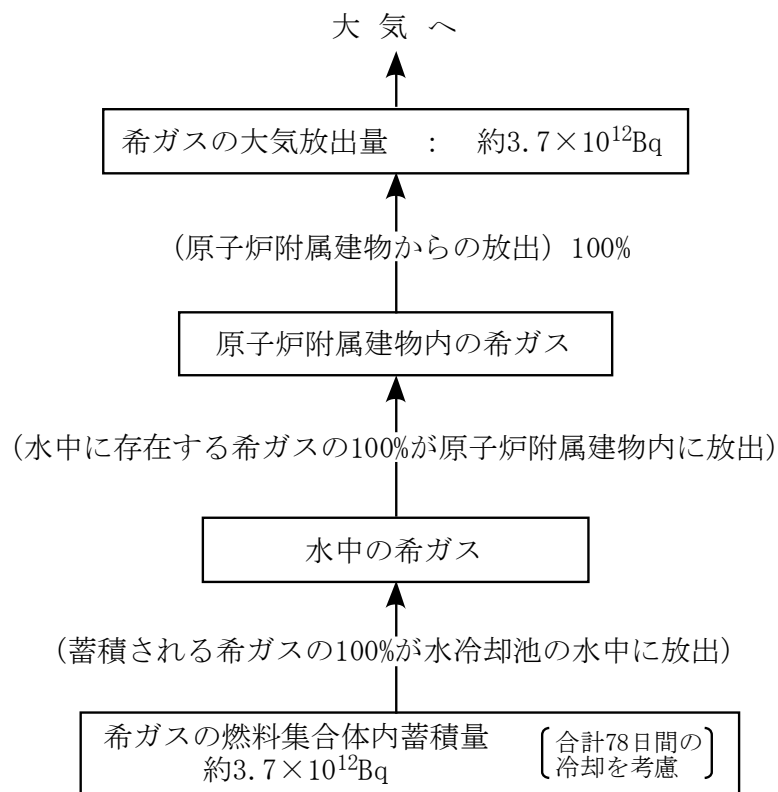 大気へ
希ガスの大気放出量 : 約3.7×10¹²Bq
(原子炉附属建物からの放出) 100%
原子炉附属建物内の希ガス
(水中に存在する希ガスの100%が原子炉附属建物内に放出)
水中の希ガス
(蓄積される希ガスの100%が水冷却池の水中に放出)
希ガスの燃料集合体内蓄積量
約3.7×10¹²Bq
合計78日間の
冷却を考慮